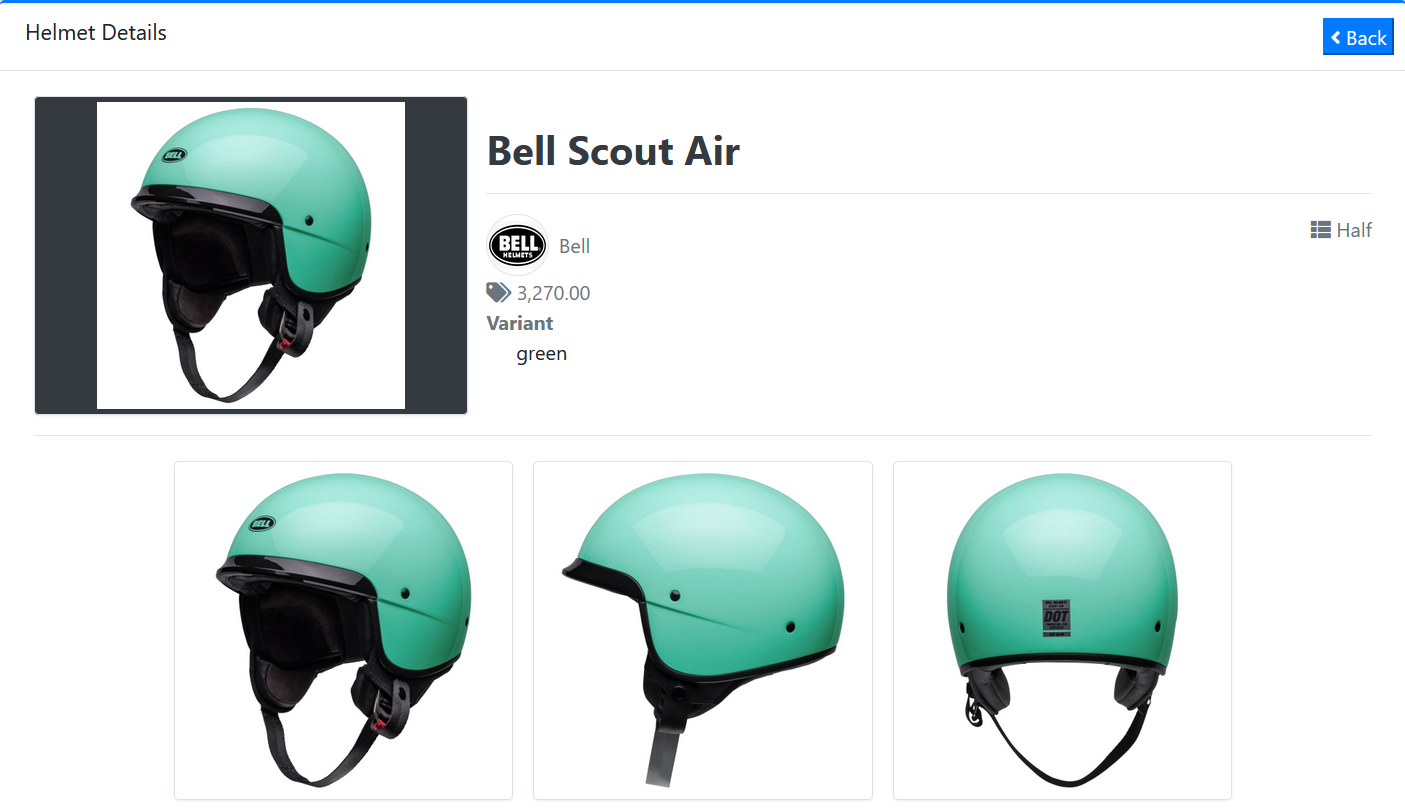 Helmet Details
Back
BELL
Bell Scout Air
BELL
HELMETS
Bell
Half
3,270.00
Variant
green
BELL
DOT